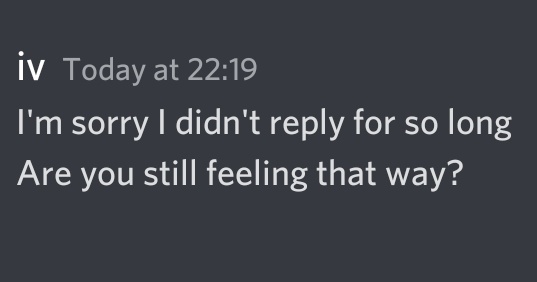 iv Today at 22:19
I'm sorry I didn't reply for so long
Are you still feeling that way?